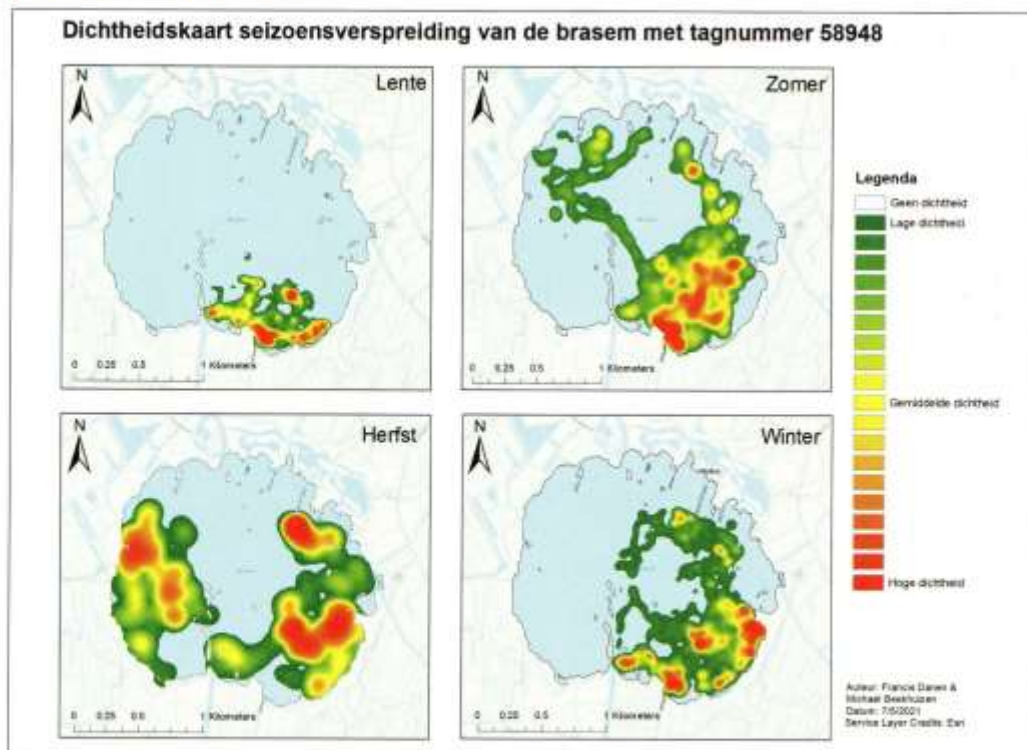 Dichtheidskaart seizoensverspreiding van de brasem met tagnummer 58948
N
Lente
0 0.25 0.5 1 Kilometers
N
Zomer
0 0.25 0.5 1 Kilometers
N
Herfst
0 0.25 0.5 1 Kilometers
N
Winter
0 0.25 0.5 1 Kilometers
Legenda
Geen dichtheid
Lage dichtheid
Gemiddelde dichtheid
Hoge dichtheid
Auteur: Francis &
Michael
Datum: 7/5/2021
Service Layer Credits: Esri